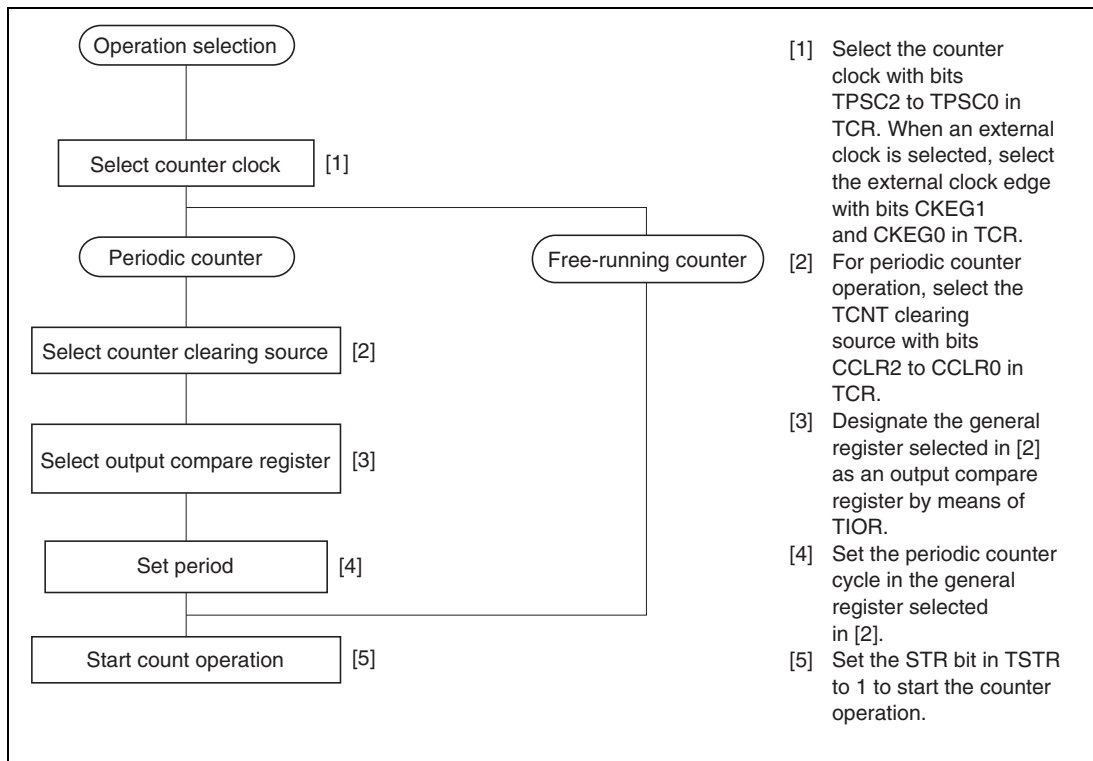 Operation selection
Select counter clock [1]
Periodic counter
Free-running counter
Select counter clearing source [2]
Select output compare register [3]
Set period [4]
Start count operation [5]
[1] Select the counter
clock with bits
TPSC2 to TPSC0 in
TCR. When an external
clock is selected, select
the external clock edge
with bits CKEG1
and CKEG0 in TCR.
[2] For periodic counter
operation, select the
TCNT clearing
source with bits
CCLR2 to CCLR0 in
TCR.
[3] Designate the general
register selected in [2]
as an output compare
register by means of
TIOR.
[4] Set the periodic counter
cycle in the general
register selected
in [2].
[5] Set the STR bit in TSTR
to 1 to start the counter
operation.